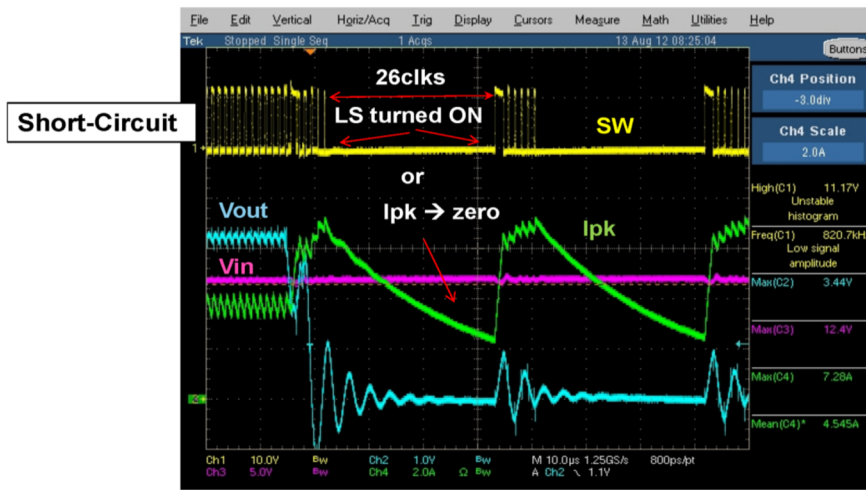 File Edit Vertical Horiz/Acq Trig Display Cursors Measure Math Utilities Help
Tek Stopped Single Seq 1 Acqs 13 Aug 12 08:25:04
Buttons
Ch4 Position
-3.0div
Ch4 Scale
2.0A
26clks
LS turned ON
SW
Short-Circuit
1
or
Ipk → zero
Vout
Ipk
Vin
High(C1) 11.17V
Unstable
histogram
Freq(C1) 820.7kH
Low signal
amplitude
Max(C2) 3.44V
Max(C3) 12.4V
Max(C4) 7.28A
Mean(C4)* 4.545A
Ch1 10.0V Bw Ch2 1.0V Bw M 10.0µs 1.25GS/s 800ps/pt
Ch3 5.0V Bw Ch4 2.0A Ω Bw A Ch2 ∖ 1.1V